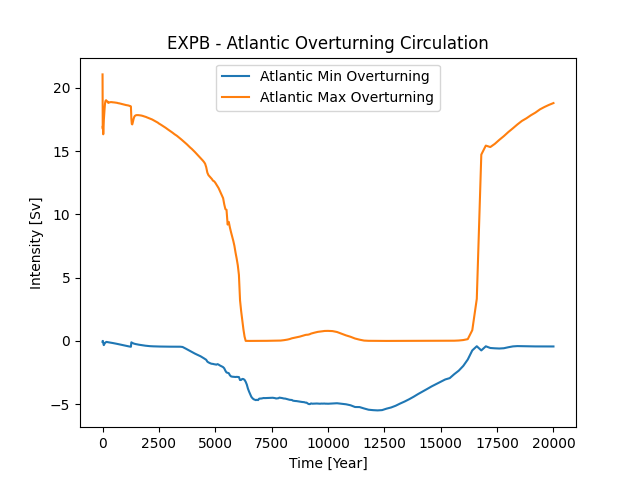 EXPB - Atlantic Overturning Circulation
Atlantic Min Overturning
Atlantic Max Overturning
Intensity [Sv]
20
15
10
5
0
−5
0 2500 5000 7500 10000 12500 15000 17500 20000
Time [Year]